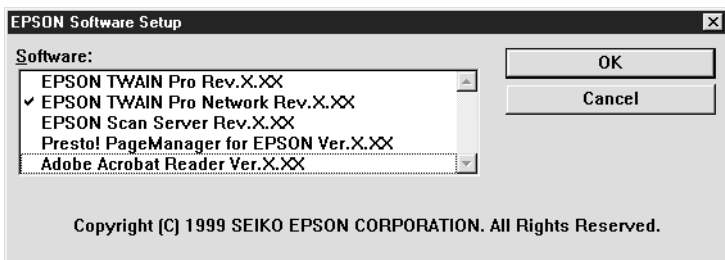 EPSON Software Setup
Software:
EPSON TWAIN Pro Rev.X.XX
EPSON TWAIN Pro Network Rev.X.XX
EPSON Scan Server Rev.X.XX
Presto! PageManager for EPSON Ver.X.XX
Adobe Acrobat Reader Ver.X.XX
OK
Cancel
Copyright (C) 1999 SEIKO EPSON CORPORATION. All Rights Reserved.